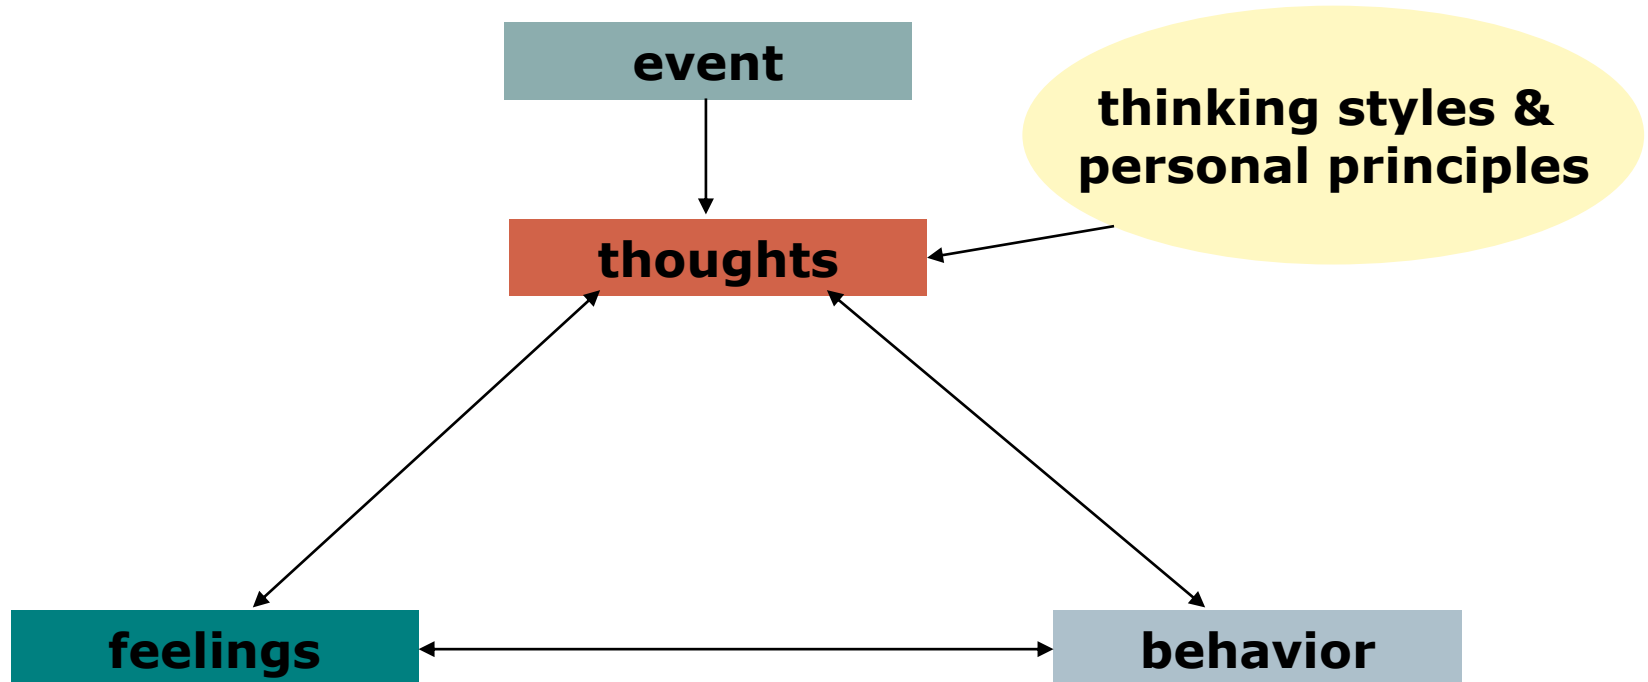 event
thinking styles &
personal principles
thoughts
feelings
behavior